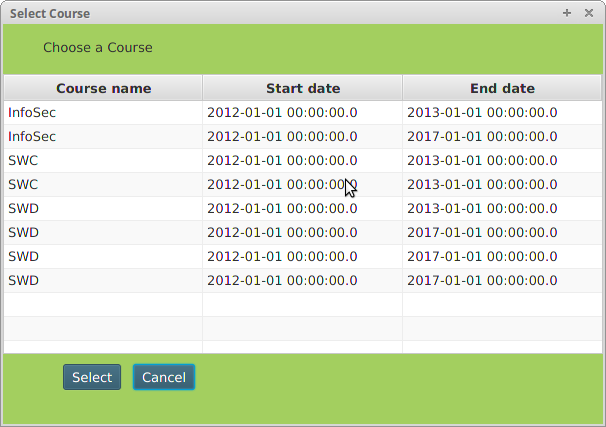 Select Course
Choose a Course
Course name Start date End date
InfoSec 2012-01-01 00:00:00.0 2013-01-01 00:00:00.0
InfoSec 2012-01-01 00:00:00.0 2017-01-01 00:00:00.0
SWC 2012-01-01 00:00:00.0 2013-01-01 00:00:00.0
SWC 2012-01-01 00:00:00.0 2013-01-01 00:00:00.0
SWD 2012-01-01 00:00:00.0 2013-01-01 00:00:00.0
SWD 2012-01-01 00:00:00.0 2017-01-01 00:00:00.0
SWD 2012-01-01 00:00:00.0 2017-01-01 00:00:00.0
SWD 2012-01-01 00:00:00.0 2017-01-01 00:00:00.0
Select Cancel